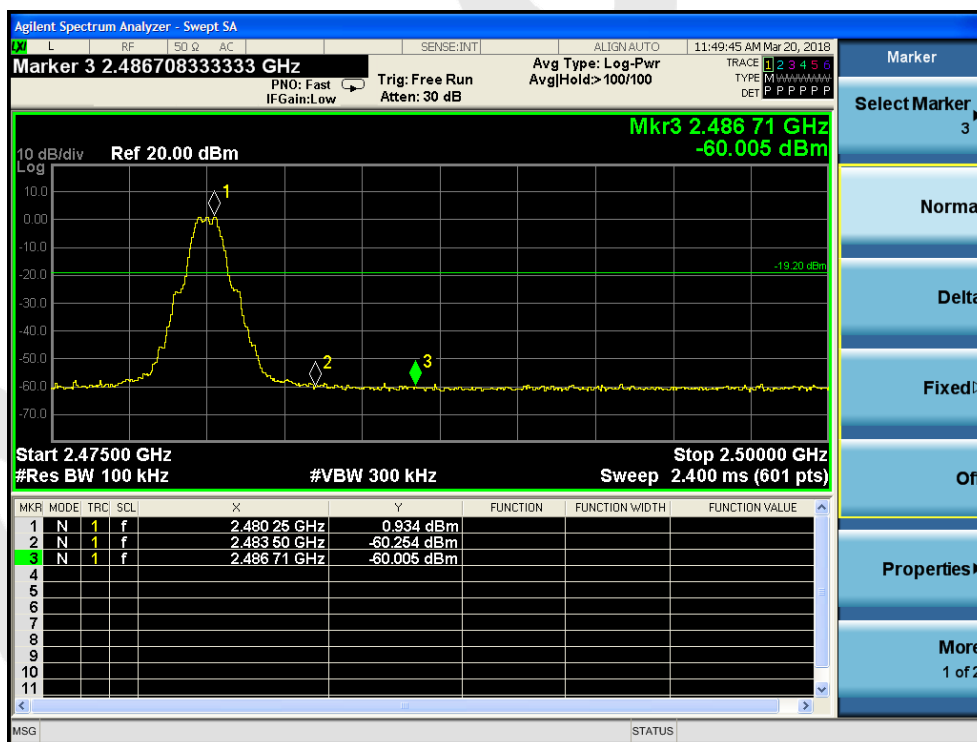 Agilent Spectrum Analyzer - Swept SA
LXI L RF 50 Ω AC SENSE:INT ALIGN AUTO 11:49:45 AM Mar 20, 2018
Marker 3 2.486708333333 GHz
PNO: Fast
IFGain:Low
Trig: Free Run
Atten: 30 dB
Avg Type: Log-Pwr
Avg|Hold:>100/100
TRACE 1 2 3 4 5 6
TYPE M
DET P P P P P P
Mkr3 2.486 71 GHz
-60.005 dBm
10 dB/div Ref 20.00 dBm
Log
10.0
0.00
-10.0
-20.0
-30.0
-40.0
-50.0
-60.0
-70.0
1
2
3
-19.20 dBm
Start 2.47500 GHz Stop 2.50000 GHz
#Res BW 100 kHz #VBW 300 kHz Sweep 2.400 ms (601 pts)
MKR MODE TRC SCL X Y FUNCTION FUNCTION WIDTH FUNCTION VALUE
1 N 1 f 2.480 25 GHz 0.934 dBm
2 N 1 f 2.483 50 GHz -60.254 dBm
3 N 1 f 2.486 71 GHz -60.005 dBm
4
5
6
7
8
9
10
11
MSG STATUS
Marker
Select Marker
3
Norma
Delta
Fixed
Of
Properties
More
1 of 2